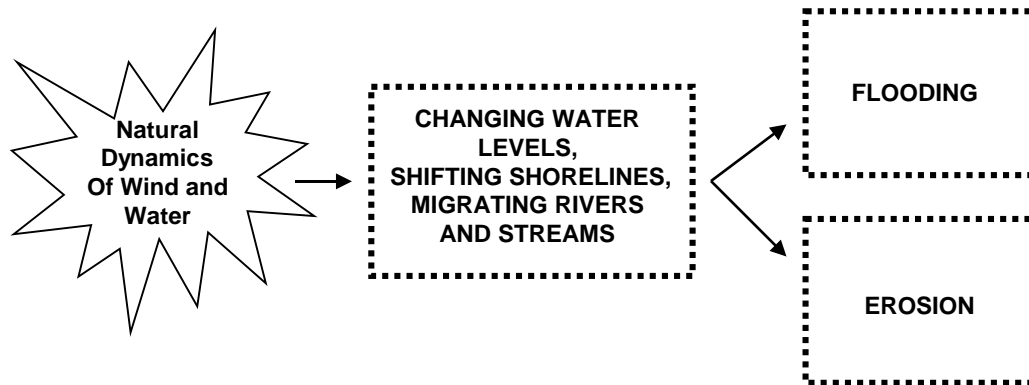 Natural
Dynamics
Of Wind and
Water
CHANGING WATER
LEVELS,
SHIFTING SHORELINES,
MIGRATING RIVERS
AND STREAMS
FLOODING
EROSION